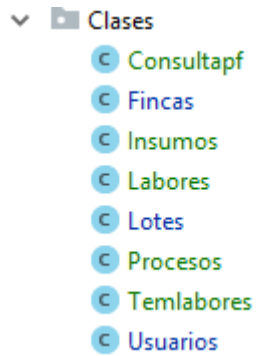 Clases
C Consultapf
C Fincas
C Insumos
C Labores
C Lotes
C Procesos
C Temlabores
C Usuarios